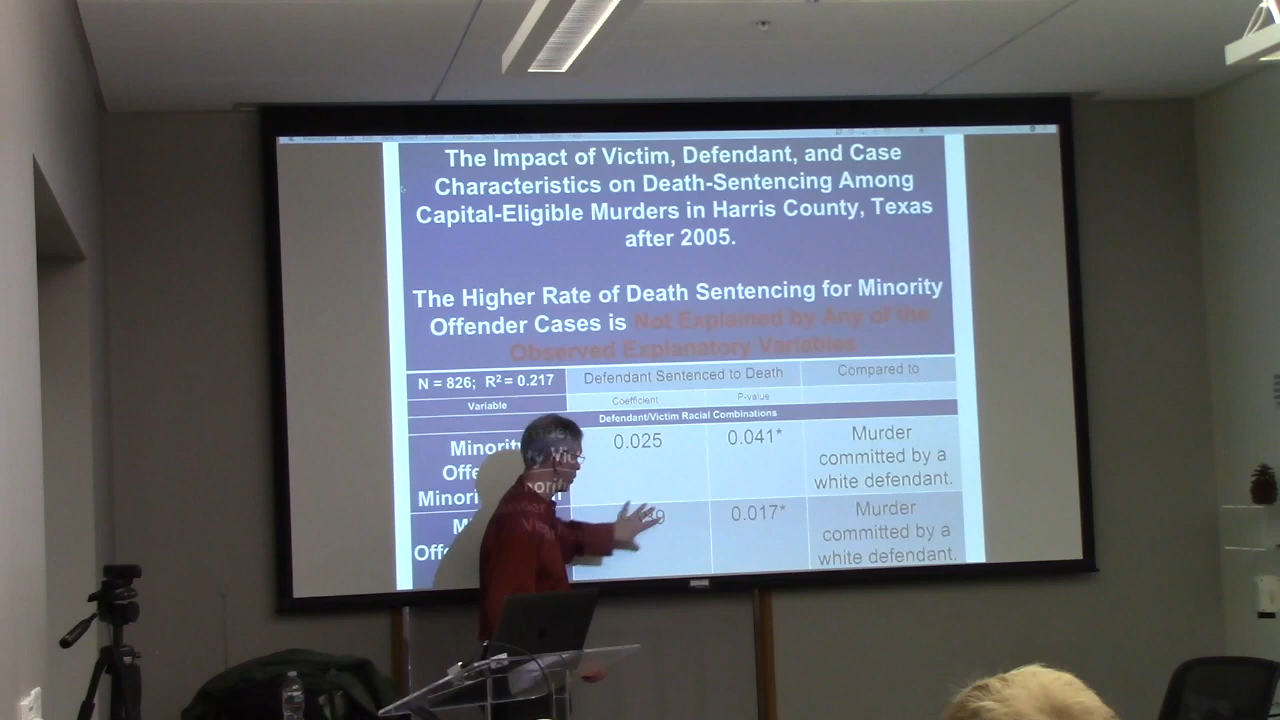 The Impact of Victim, Defendant, and Case
Characteristics on Death-Sentencing Among
Capital-Eligible Murders in Harris County, Texas
after 2005.
The Higher Rate of Death Sentencing for Minority
Offender Cases is Not Explained by Any of the
Observed Explanatory Variables
N = 826; R² = 0.217
Defendant Sentenced to Death
Compared to
Variable
Coefficient
P-value
Defendant/Victim Racial Combinations
Minority
0.025
0.041*
Murder
committed by a
white defendant.
0.017*
Murder
committed by a
white defendant.